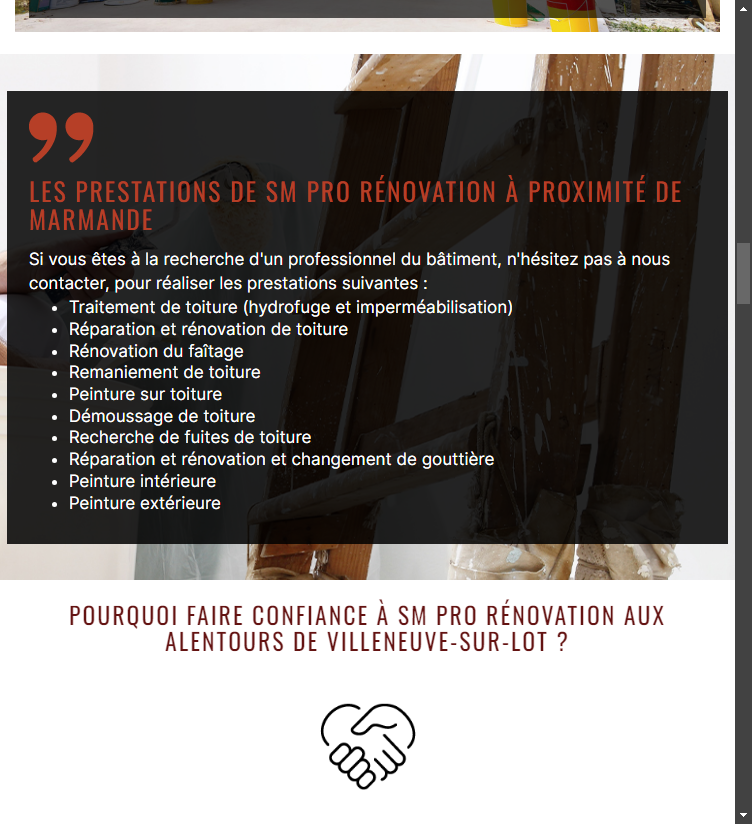 LES PRESTATIONS DE SM PRO RÉNOVATION À PROXIMITÉ DE
MARMANDE
Si vous êtes à la recherche d'un professionnel du bâtiment, n'hésitez pas à nous
contacter, pour réaliser les prestations suivantes :
• Traitement de toiture (hydrofuge et imperméabilisation)
• Réparation et rénovation de toiture
• Rénovation du faîtage
• Remaniement de toiture
• Peinture sur toiture
• Démoussage de toiture
• Recherche de fuites de toiture
• Réparation et rénovation et changement de gouttière
• Peinture intérieure
• Peinture extérieure
POURQUOI FAIRE CONFIANCE À SM PRO RÉNOVATION AUX
ALENTOURS DE VILLENEUVE-SUR-LOT ?